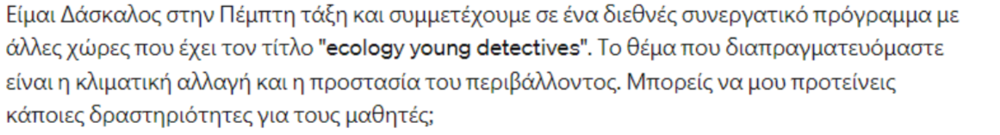 Είμαι Δάσκαλος στην Πέμπτη τάξη και συμμετέχουμε σε ένα διεθνές συνεργατικό πρόγραμμα με
άλλες χώρες που έχει τον τίτλο "ecology young detectives". Το θέμα που διαπραγματευόμαστε
είναι η κλιματική αλλαγή και η προστασία του περιβάλλοντος. Μπορείς να μου προτείνεις
κάποιες δραστηριότητες για τους μαθητές;